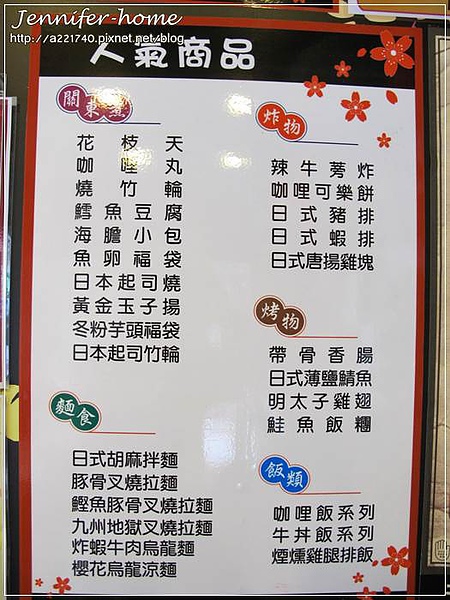 Jennifer-home
http://a221740.pixnet.net/blog
人氣商品
關東煮
花枝天
咖哩丸
燒竹輪
鱈魚豆腐
海膽小包
魚卵福袋
日本起司燒
黃金玉子揚
冬粉芋頭福袋
日本起司竹輪
麵食
日式胡麻拌麵
豚骨叉燒拉麵
鰹魚豚骨叉燒拉麵
九州地獄叉燒拉麵
炸蝦牛肉烏龍麵
櫻花烏龍涼麵
炸物
辣牛蒡炸
咖哩可樂餅
日式豬排
日式蝦排
日式唐揚雞塊
烤物
帶骨香腸
日式薄鹽鯖魚
明太子雞翅
鮭魚飯糰
飯類
咖哩飯系列
牛丼飯系列
煙燻雞腿排飯